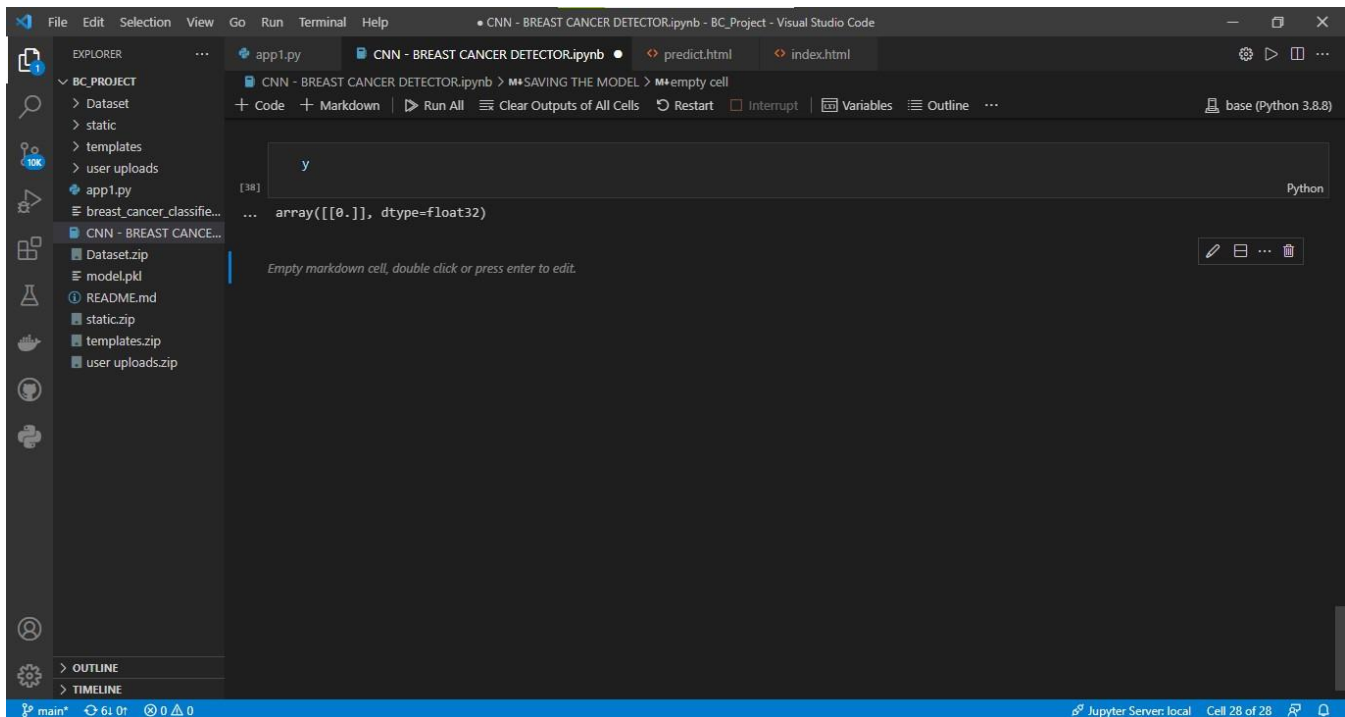 File Edit Selection View Go Run Terminal Help
● CNN - BREAST CANCER DETECTOR.ipynb - BC_Project - Visual Studio Code
EXPLORER ...
app1.py
CNN - BREAST CANCER DETECTOR.ipynb ●
predict.html
index.html
1
BC_PROJECT
CNN - BREAST CANCER DETECTOR.ipynb > M↓SAVING THE MODEL > M↓empty cell
+ Code + Markdown | Run All Clear Outputs of All Cells Restart Interrupt | Variables Outline ...
base (Python 3.8.8)
> Dataset
> static
> templates
> user uploads
app1.py
breast_cancer_classifie...
CNN - BREAST CANCE...
Dataset.zip
model.pkl
README.md
static.zip
templates.zip
user uploads.zip
10K
y
[38]
Python
... array([[0.]], dtype=float32)
Empty markdown cell, double click or press enter to edit.
> OUTLINE
> TIMELINE
main* 6↓ 0↑ 0 0
Jupyter Server: local Cell 28 of 28